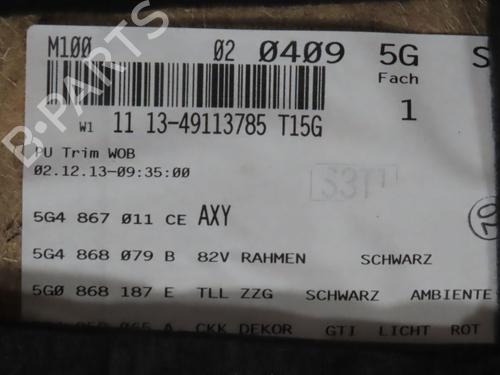 M100 02 0409 5G S
Fach
1
W1 11 13-49113785 T15G
PU Trim WOB
02.12.13-09:35:00
5G4 867 011 CE AXY
5G4 868 079 B 82V RAHMEN SCHWARZ
5G0 868 187 E TLL ZZG SCHWARZ AMBIENTE
A CKK DEKOR GTI LICHT ROT
B-PARTS